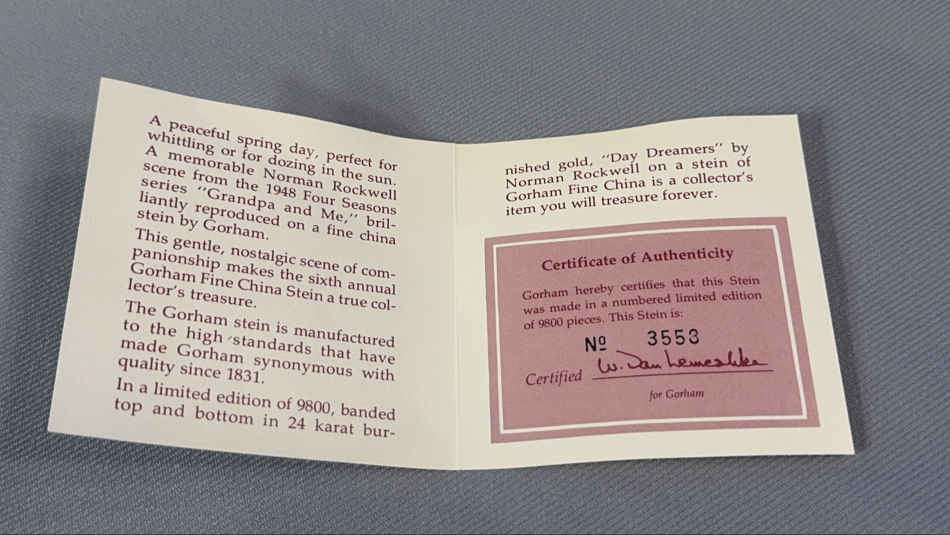 A peaceful spring day, perfect for
whittling or for dozing in the sun.
A memorable Norman Rockwell
scene from the 1948 Four Seasons
series "Grandpa and Me," bril-
liantly reproduced on a fine china
stein by Gorham.
This gentle, nostalgic scene of com-
panionship makes the sixth annual
Gorham Fine China Stein a true col-
lector's treasure.
The Gorham stein is manufactured
to the high standards that have
made Gorham synonymous with
quality since 1831.
In a limited edition of 9800, banded
top and bottom in 24 karat bur-
nished gold, "Day Dreamers" by
Norman Rockwell on a stein of
Gorham Fine China is a collector's
item you will treasure forever.
Certificate of Authenticity
Gorham hereby certifies that this Stein
was made in a numbered limited edition
of 9800 pieces. This Stein is:
Nº 3553
Certified W. Dan Lemeshke
for Gorham